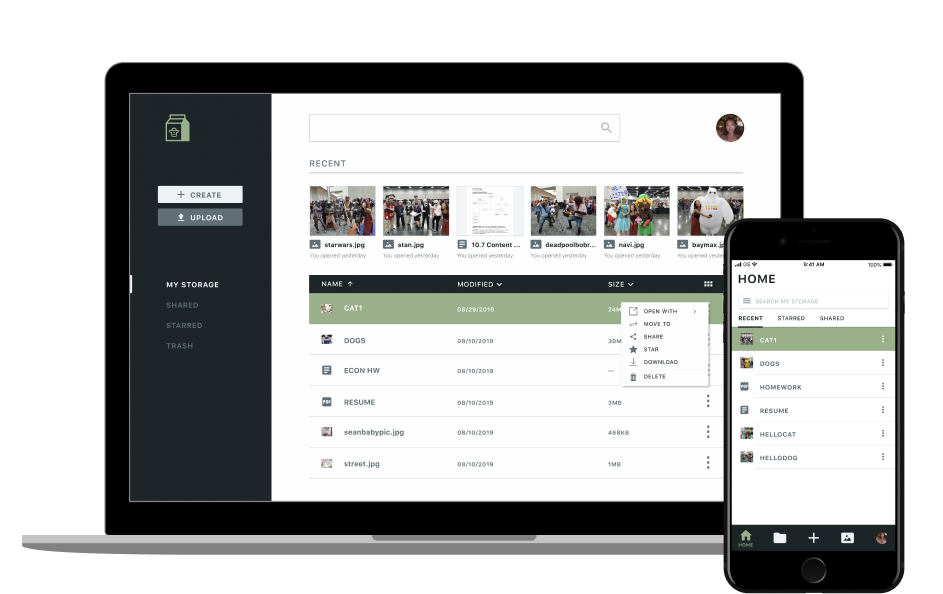 CREATE
UPLOAD
MY STORAGE
SHARED
STARRED
TRASH
RECENT
starwars.jpg
You opened yesterday
stan.jpg
You opened yesterday
10.7 Content ...
You opened yesterday
deadpoolbobr...
You opened yesterday
navi.jpg
You opened yesterday
baymax.jp
You opened yest
NAME MODIFIED SIZE
CAT1 08/29/2019 24M
DOGS 08/10/2019 30M
ECON HW 08/10/2019 —
RESUME 08/10/2019 3MB
seanbabypic.jpg 08/10/2019 468KB
street.jpg 08/10/2019 1MB
OPEN WITH
MOVE TO
SHARE
STAR
DOWNLOAD
DELETE
GS 9:41 AM 100%
HOME
SEARCH MY STORAGE
RECENT STARRED SHARED
CAT1
DOGS
PDF HOMEWORK
RESUME
HELLOCAT
HELLODOG
HOME